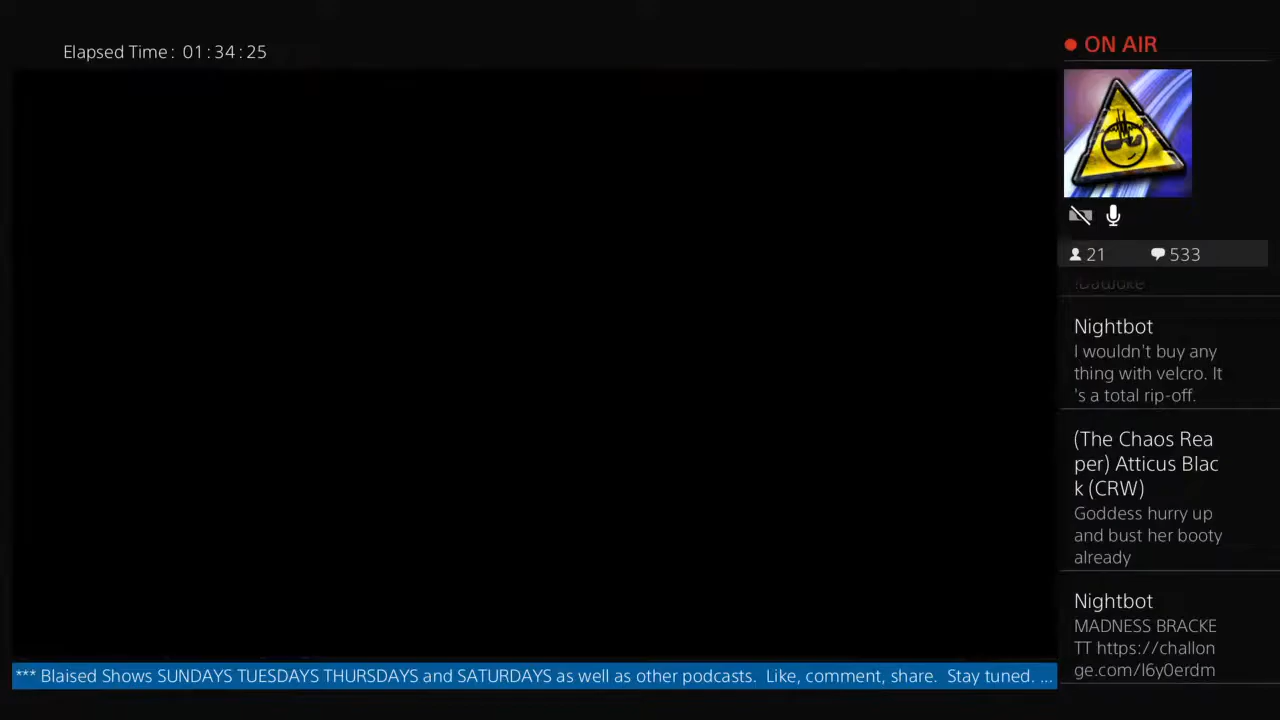 Elapsed Time: 01:34:25
ON AIR
21 533
Nightbot
I wouldn't buy any
thing with velcro. It
's a total rip-off.
(The Chaos Rea
per) Atticus Blac
k (CRW)
Goddess hurry up
and bust her booty
already
Nightbot
MADNESS BRACKE
TT https://challon
ge.com/l6y0erdm
*** Blaised Shows SUNDAYS TUESDAYS THURSDAYS and SATURDAYS as well as other podcasts. Like, comment, share. Stay tuned. ...